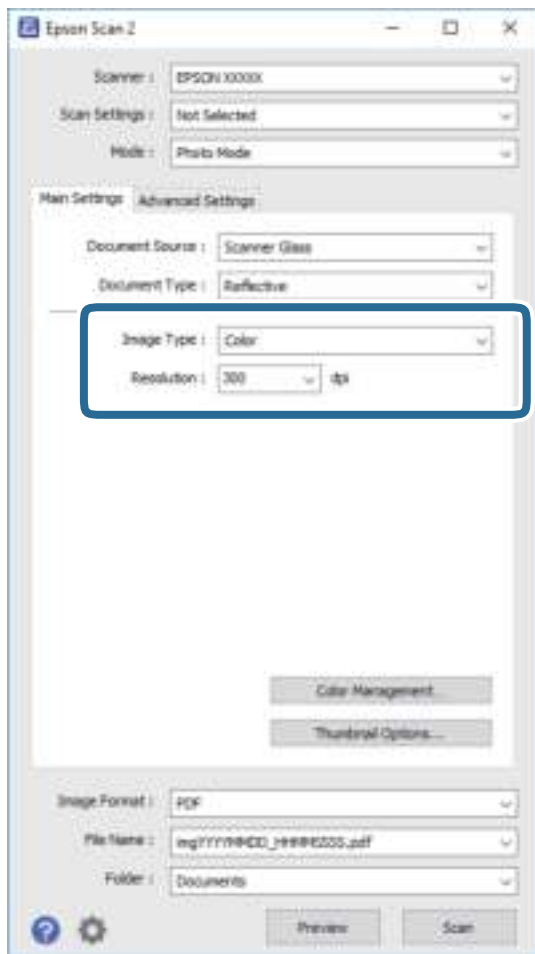 Epson Scan 2
Scanner : EPSON XXXXX
Scan Settings : Not Selected
Mode : Photo Mode
Main Settings Advanced Settings
Document Source : Scanner Glass
Document Type : Reflective
Image Type : Color
Resolution : 300 dpi
Color Management...
Thumbnail Options...
Image Format : PDF
File Name :
Folder : Documents
? Preview Scan